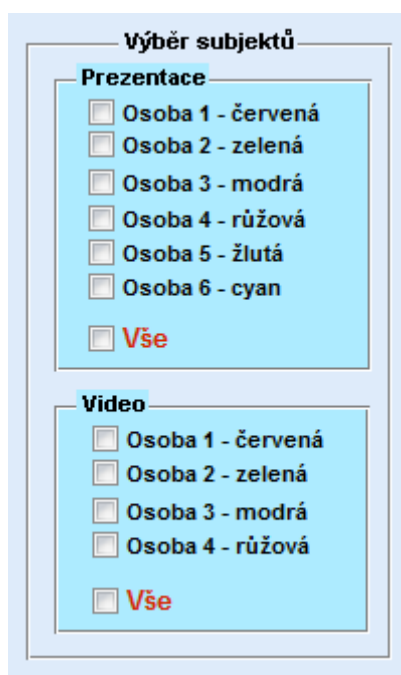 Výběr subjektů
Prezentace
Osoba 1 - červená
Osoba 2 - zelená
Osoba 3 - modrá
Osoba 4 - růžová
Osoba 5 - žlutá
Osoba 6 - cyan
Vše
Video
Osoba 1 - červená
Osoba 2 - zelená
Osoba 3 - modrá
Osoba 4 - růžová
Vše